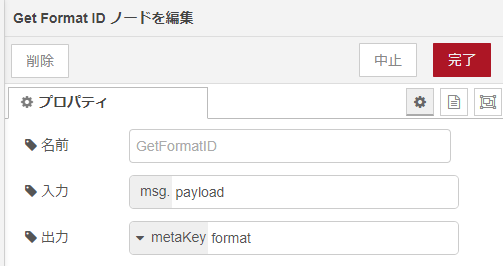 Get Format ID ノードを編集
削除 中止 完了
プロパティ
名前 GetFormatID
入力 msg. payload
出力 metaKey format